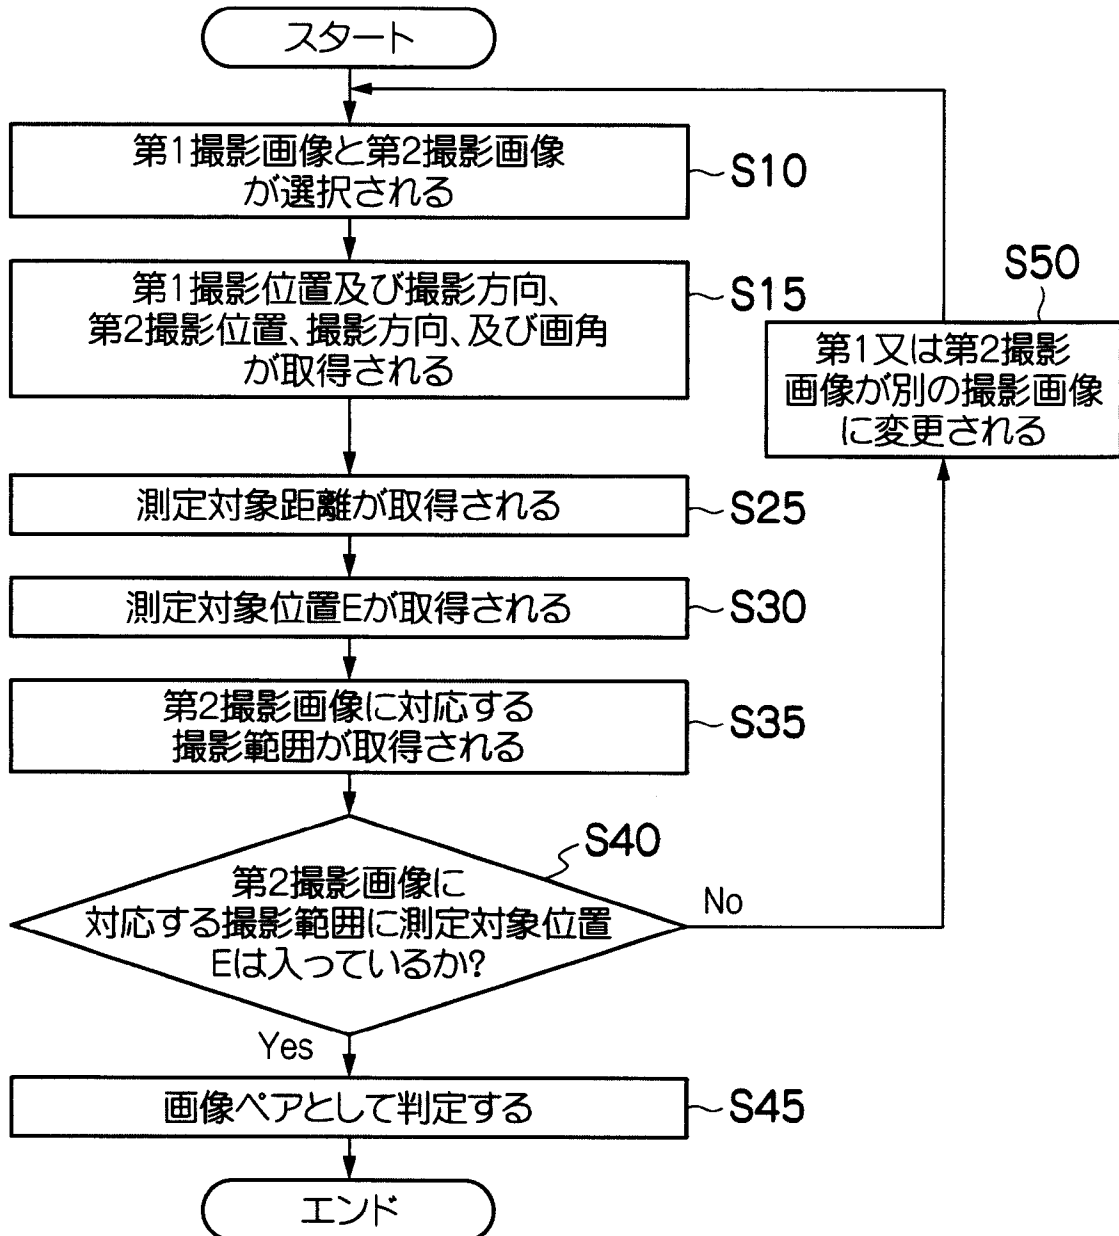 スタート
第1撮影画像と第2撮影画像
が選択される
S10
第1撮影位置及び撮影方向、
第2撮影位置、撮影方向、及び画角
が取得される
S15
測定対象距離が取得される
S25
測定対象位置Eが取得される
S30
第2撮影画像に対応する
撮影範囲が取得される
S35
第2撮影画像に
対応する撮影範囲に測定対象位置
Eは入っているか?
S40
No
S50
第1又は第2撮影
画像が別の撮影画像
に変更される
Yes
画像ペアとして判定する
S45
エンド